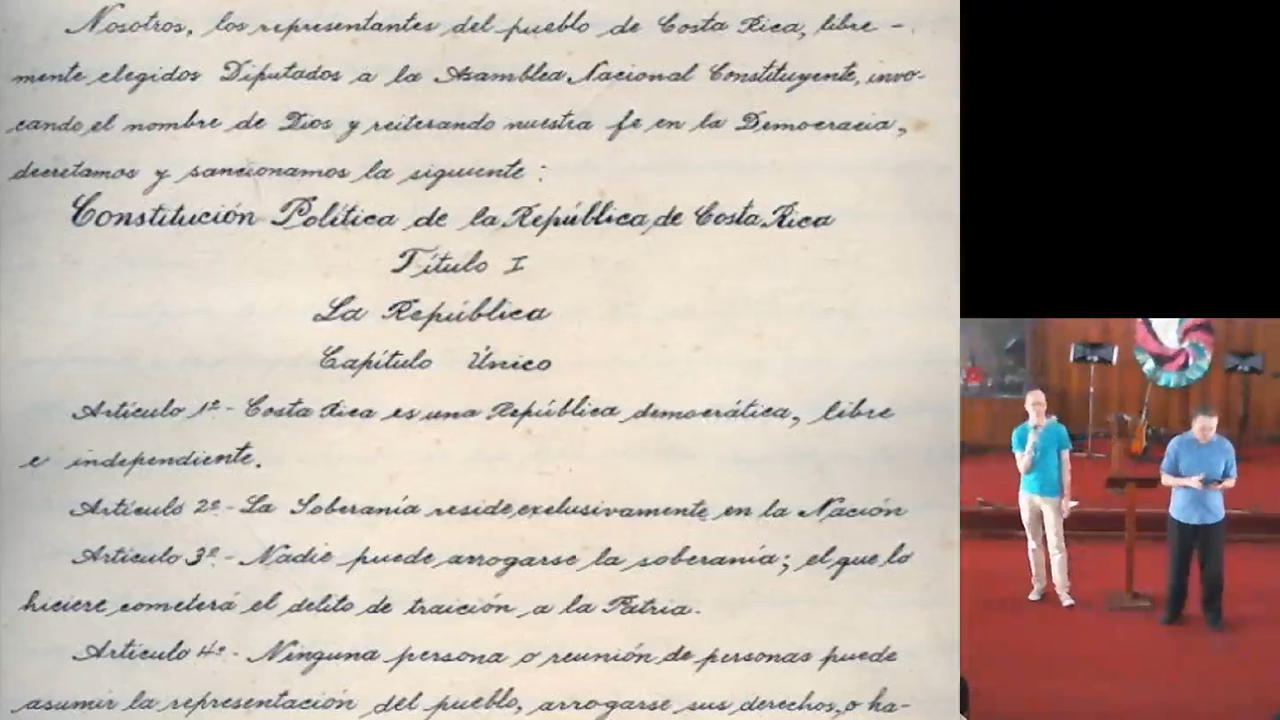 Nosotros, los representantes del pueblo de Costa Rica, libre-
mente elegidos Diputados a la Asamblea Nacional Constituyente, invo-
cando el nombre de Dios y reiterando nuestra fe en la Democracia,
decretamos y sancionamos la siguiente:
Constitución Política de la República de Costa Rica
Título I
La República
Capítulo Único
Artículo 1º- Costa Rica es una República democrática, libre
e independiente.
Artículo 2º- La Soberanía reside exclusivamente en la Nación
Artículo 3º- Nadie puede arrogarse la soberanía; el que lo
hiciere cometerá el delito de traición a la Patria.
Artículo 4º- Ninguna persona o reunión de personas puede
asumir la representación del pueblo, arrogarse sus derechos, o ha-